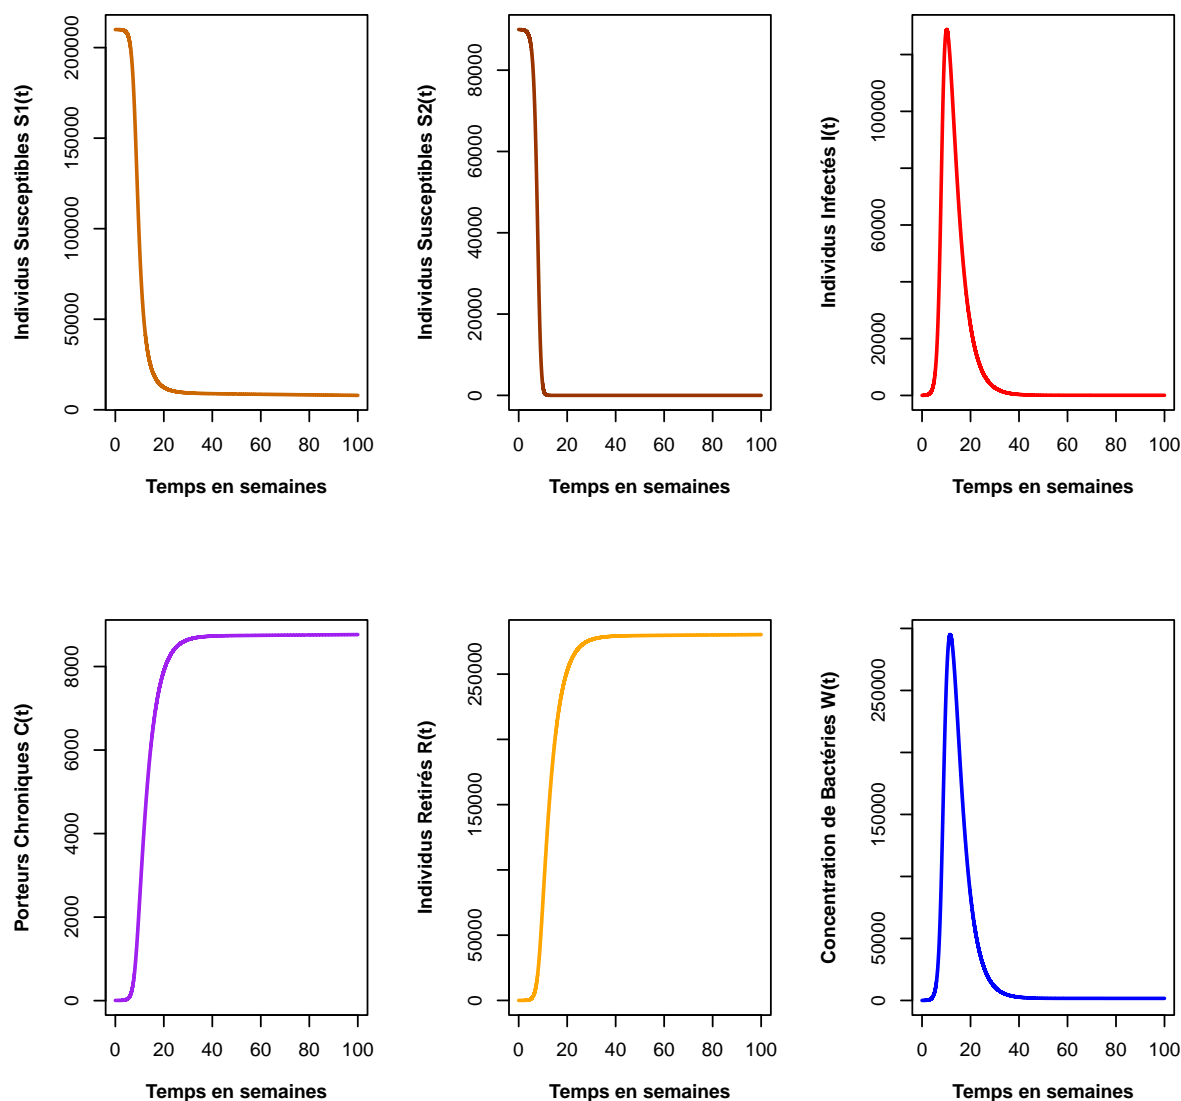 Individus Susceptibles S1(t)
0
50000
100000
150000
200000
0 20 40 60 80 100
Temps en semaines
Individus Susceptibles S2(t)
0
20000
40000
60000
80000
0 20 40 60 80 100
Temps en semaines
Individus Infectés I(t)
0
20000
60000
100000
0 20 40 60 80 100
Temps en semaines
Porteurs Chroniques C(t)
0
2000
4000
6000
8000
0 20 40 60 80 100
Temps en semaines
Individus Retirés R(t)
0
50000
150000
250000
0 20 40 60 80 100
Temps en semaines
Concentration de Bactéries W(t)
0
50000
150000
250000
0 20 40 60 80 100
Temps en semaines